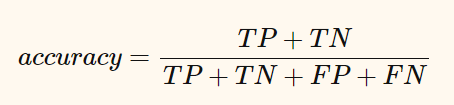 accuracy = TP + TN / TP + TN + FP + FN